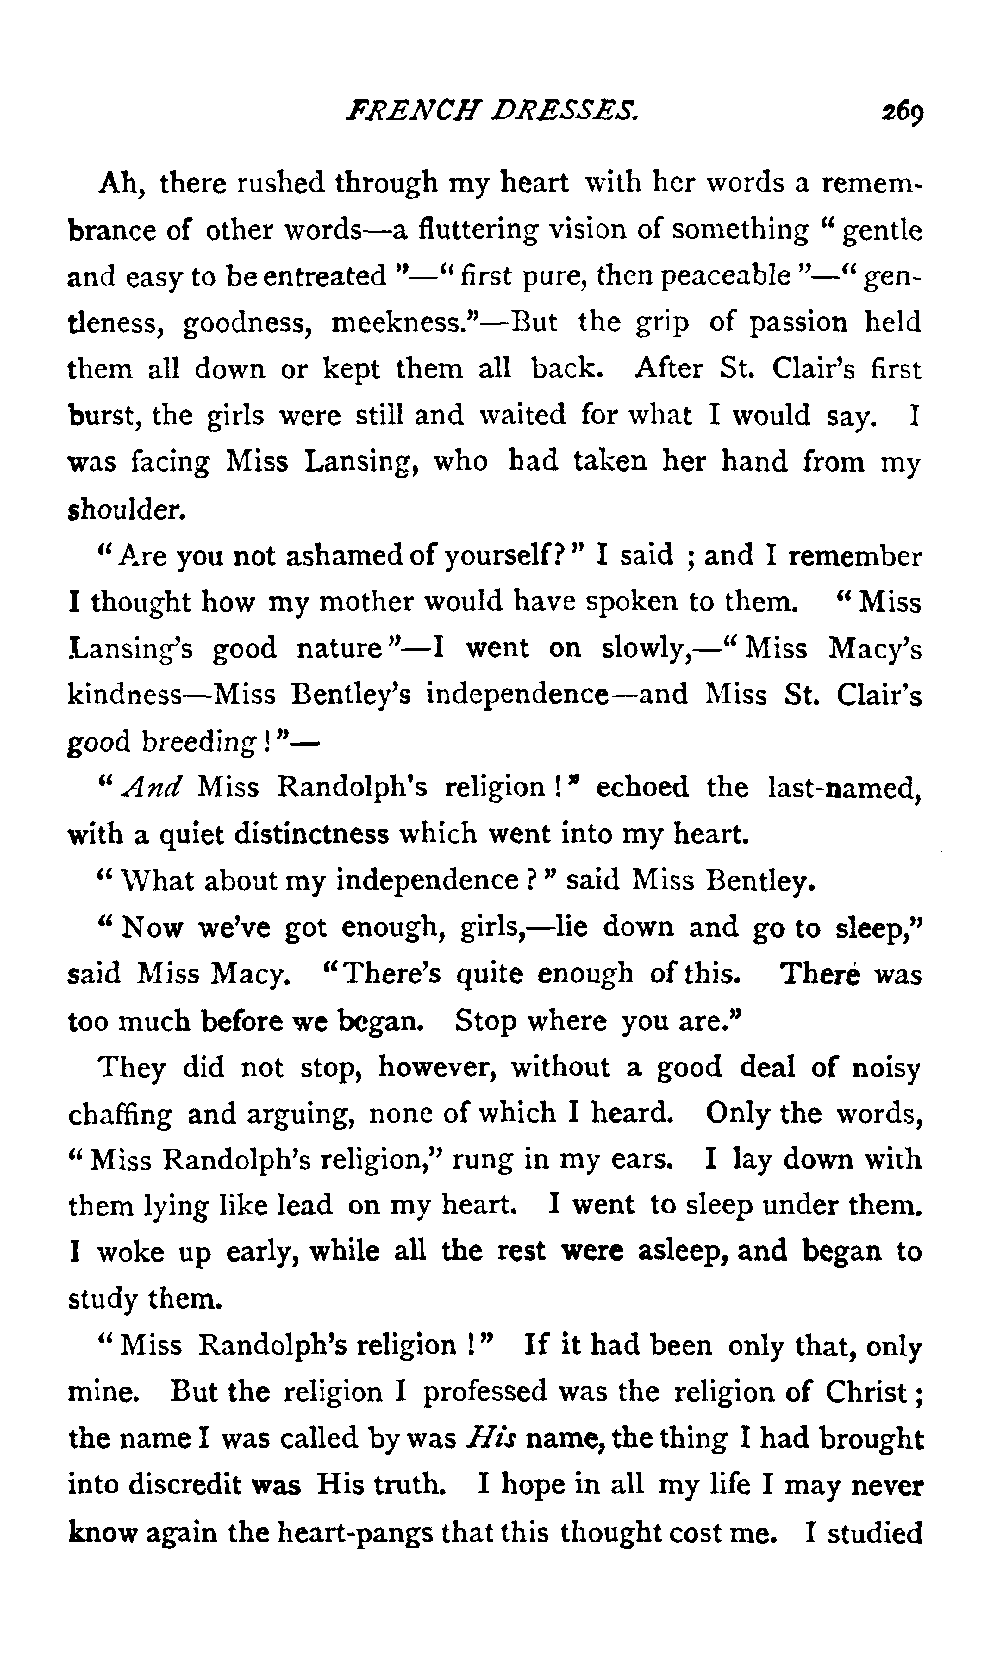 FRENCH DRESSES. 269
Ah, there rushed through my heart with her words a remem-
brance of other words—a fluttering vision of something " gentle
and easy to be entreated "—" first pure, then peaceable "—" gen-
tleness, goodness, meekness."—But the grip of passion held
them all down or kept them all back. After St. Clair's first
burst, the girls were still and waited for what I would say. I
was facing Miss Lansing, who had taken her hand from my
shoulder.
" Are you not ashamed of yourself? " I said ; and I remember
I thought how my mother would have spoken to them. " Miss
Lansing's good nature "—I went on slowly,—" Miss Macy's
kindness—Miss Bentley's independence—and Miss St. Clair's
good breeding ! "—
" And Miss Randolph's religion ! " echoed the last-named,
with a quiet distinctness which went into my heart.
" What about my independence ? " said Miss Bentley.
" Now we've got enough, girls,—lie down and go to sleep,"
said Miss Macy. " There's quite enough of this. There was
too much before we began. Stop where you are."
They did not stop, however, without a good deal of noisy
chaffing and arguing, none of which I heard. Only the words,
" Miss Randolph's religion," rung in my ears. I lay down with
them lying like lead on my heart. I went to sleep under them.
I woke up early, while all the rest were asleep, and began to
study them.
" Miss Randolph's religion ! " If it had been only that, only
mine. But the religion I professed was the religion of Christ ;
the name I was called by was His name, the thing I had brought
into discredit was His truth. I hope in all my life I may never
know again the heart-pangs that this thought cost me. I studied